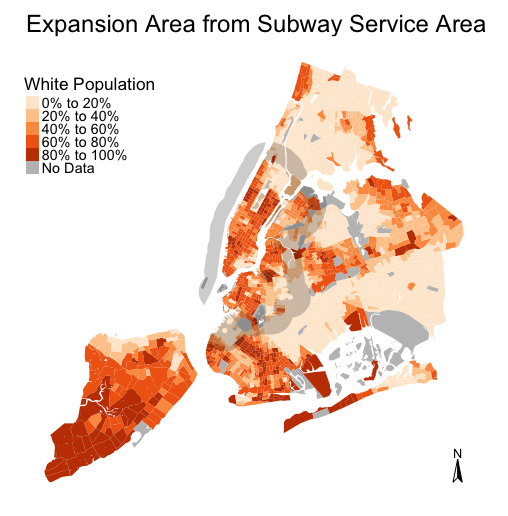 Expansion Area from Subway Service Area
White Population
0% to 20%
20% to 40%
40% to 60%
60% to 80%
80% to 100%
No Data
N